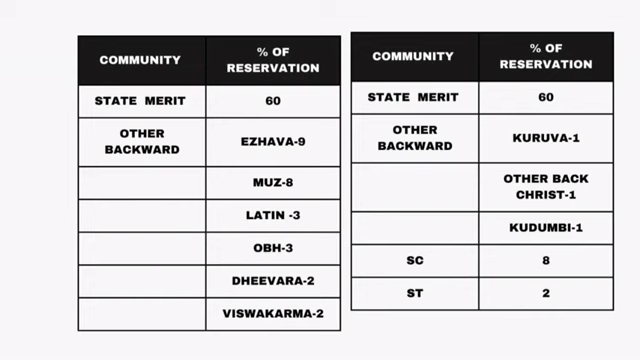 COMMUNITY
% OF
RESERVATION
STATE MERIT
60
OTHER
BACKWARD
EZHAVA-9
MUZ-8
LATIN -3
OBH-3
DHEEVARA-2
VISWAKARMA-2
COMMUNITY
% OF
RESERVATION
STATE MERIT
60
OTHER
BACKWARD
KURUVA-1
OTHER BACK
CHRIST-1
KUDUMBI-1
SC
8
ST
2